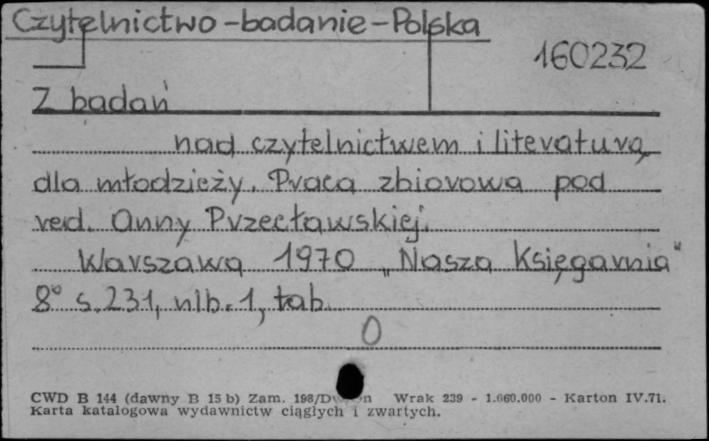 Czytelnictwo - badanie - Polska
160232
Z badań
nad czytelnictwem i literaturą
dla młodzieży. Praca zbiorowa pod
red. Anny Przecławskiej.
Warszawa 1970 „Nasza Księgarnia"
8° s. 231, nlb. 1, tab.
0
CWD B 144 (dawny B 15 b) Zam. 198/D Wrak 239 - 1.660.000 - Karton IV.71.
Karta katalogowa wydawnictw ciągłych i zwartych.